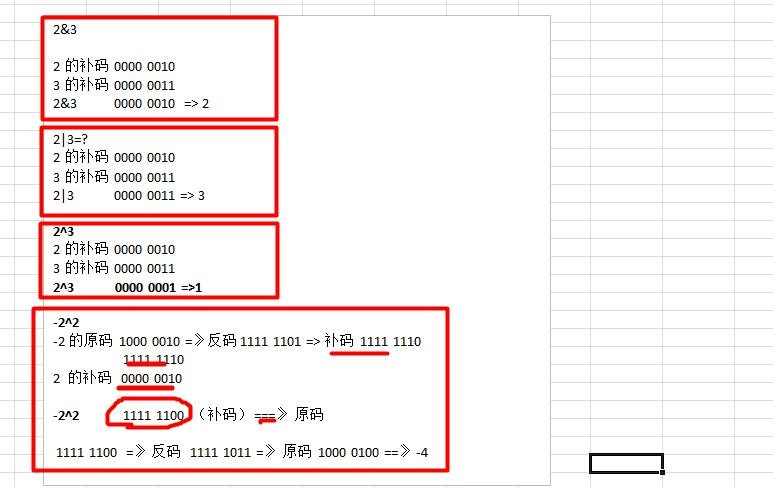 2&3
2 的补码 0000 0010
3 的补码 0000 0011
2&3 0000 0010 => 2
2|3=?
2 的补码 0000 0010
3 的补码 0000 0011
2|3 0000 0011 => 3
2^3
2 的补码 0000 0010
3 的补码 0000 0011
2^3 0000 0001 =>1
-2^2
-2 的原码 1000 0010 =》反码 1111 1101 => 补码 1111 1110
1111 1110
2 的补码 0000 0010
-2^2 1111 1100 （补码）===》 原码
1111 1100 =》反码 1111 1011 =》 原码 1000 0100 ==》 -4